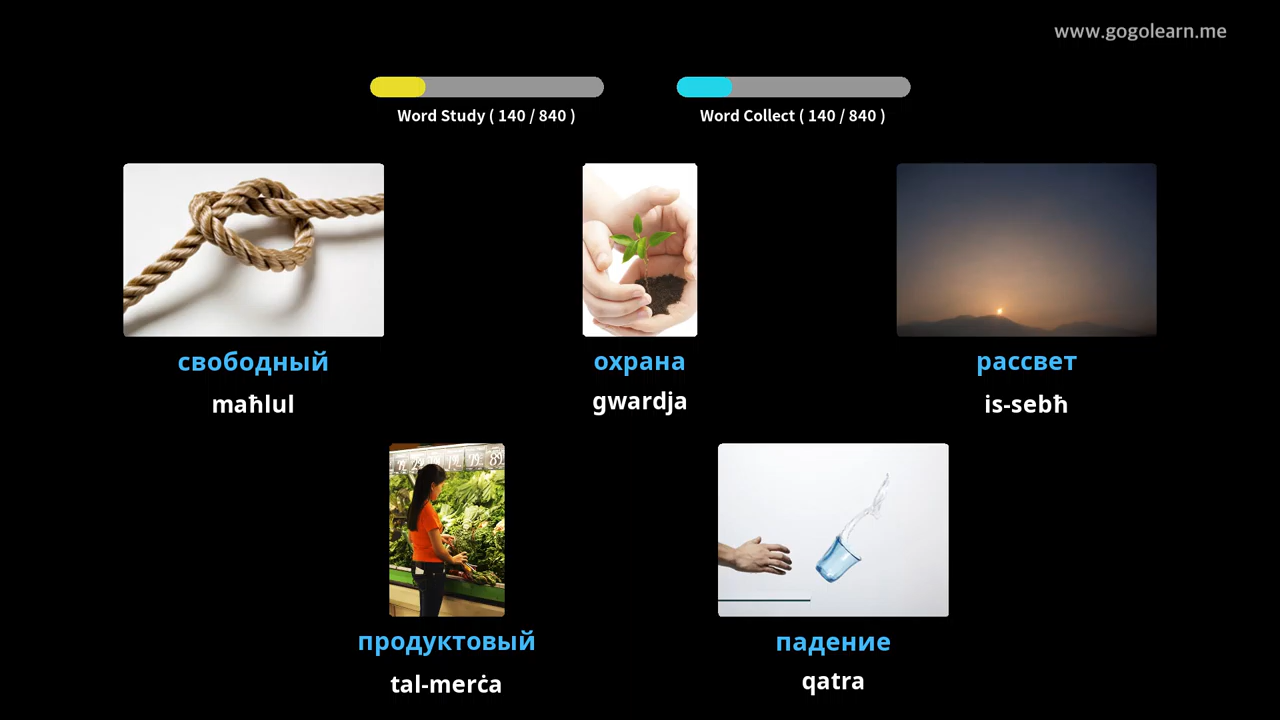 www.gogolearn.me
Word Study ( 140 / 840 )
Word Collect ( 140 / 840 )
свободный
maħlul
охрана
gwardja
рассвет
is-sebħ
продуктовый
tal-merċa
падение
qatra